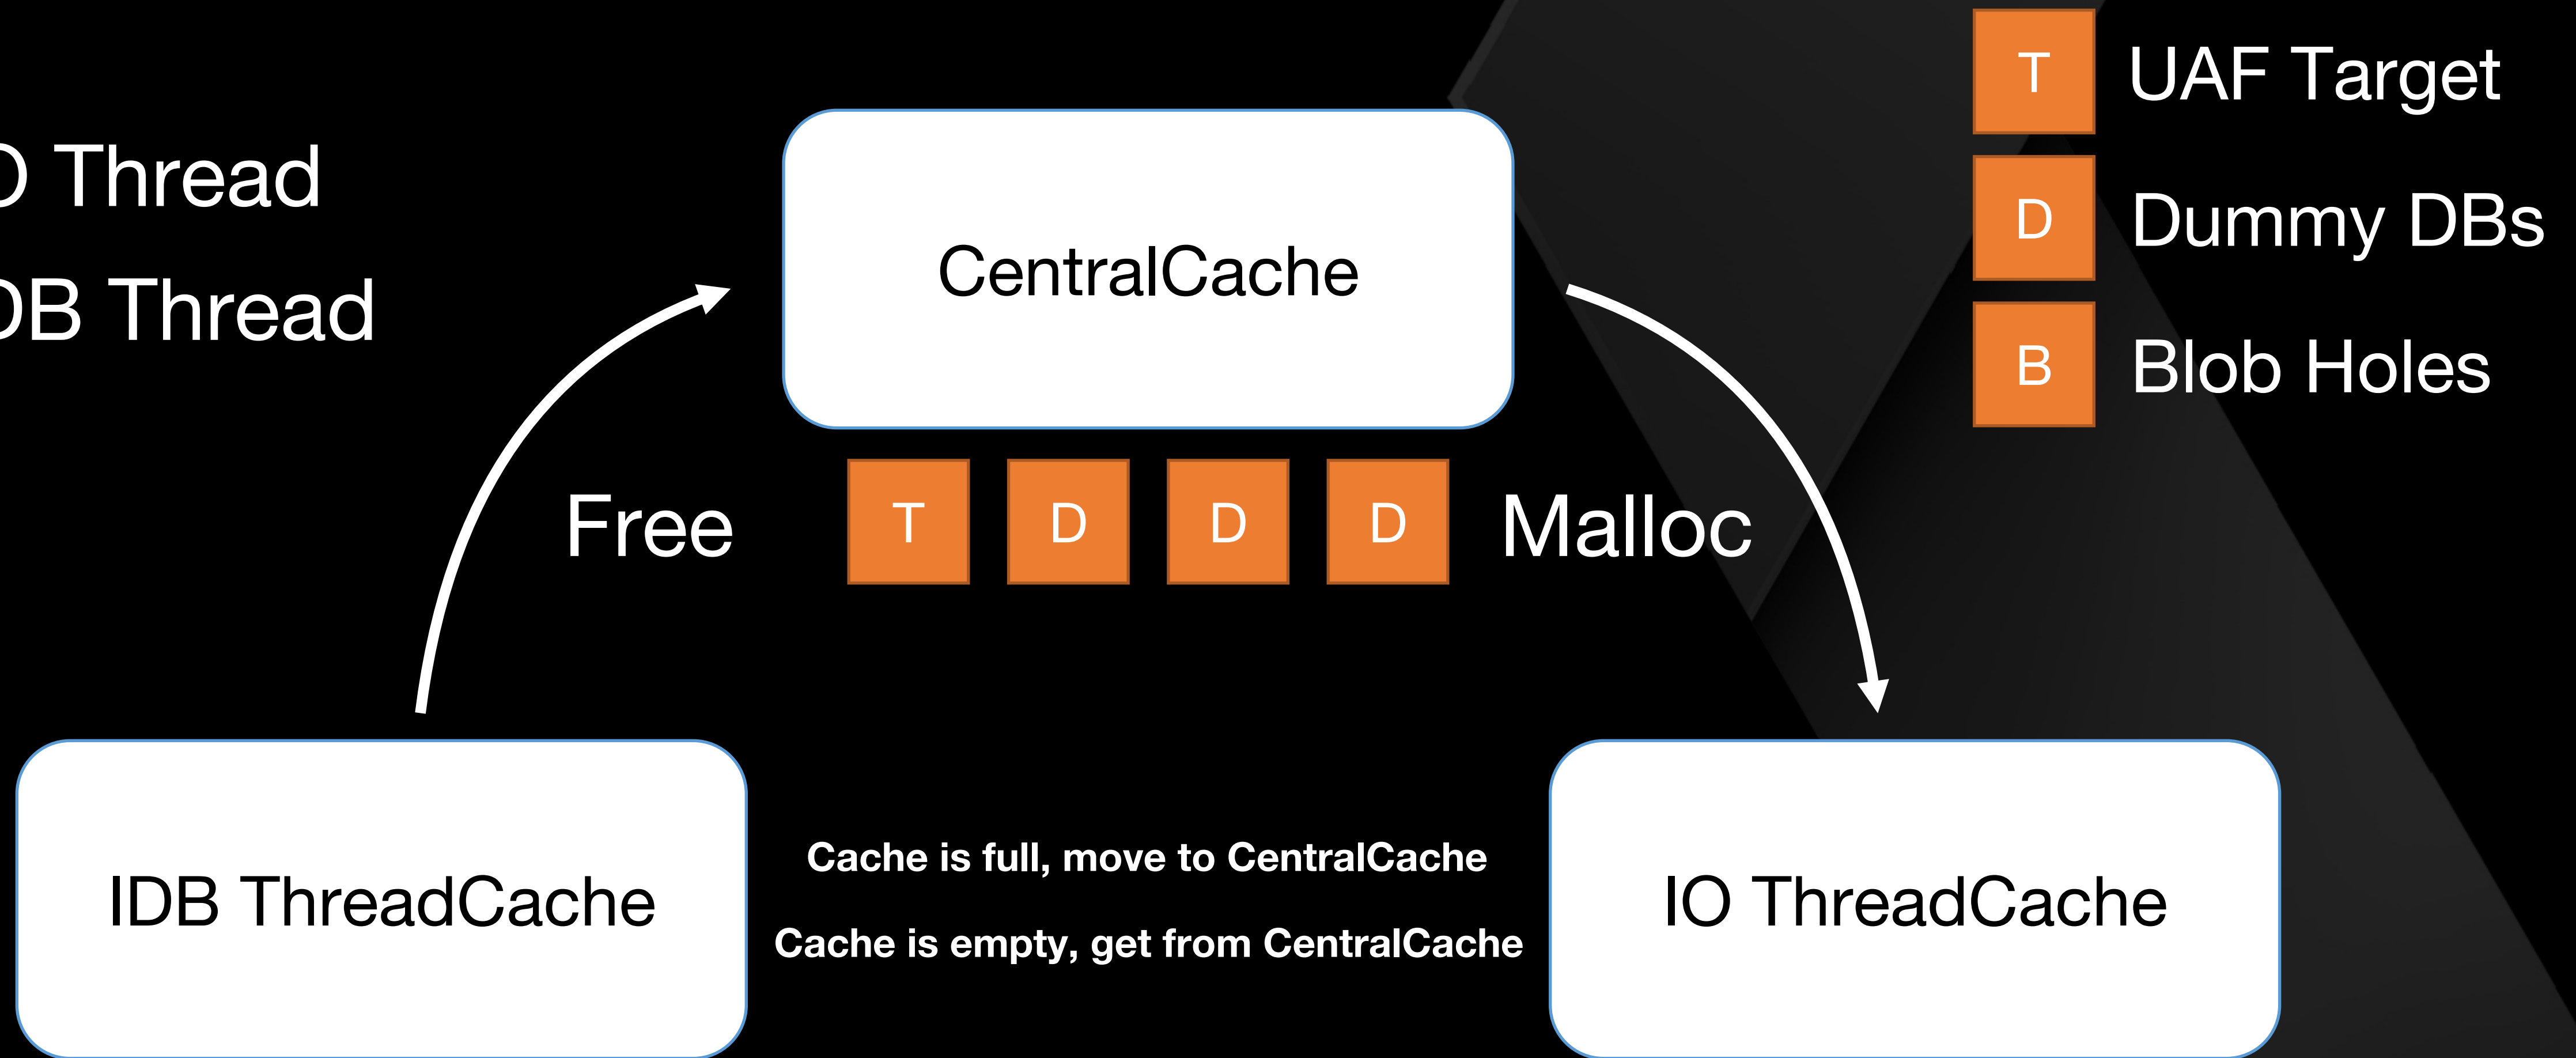 T UAF Target
O Thread
D Dummy DBs
DB Thread
CentralCache
B Blob Holes
Free
T D D D
Malloc
Cache is full, move to CentralCache
IDB ThreadCache
IO ThreadCache
Cache is empty, get from CentralCache